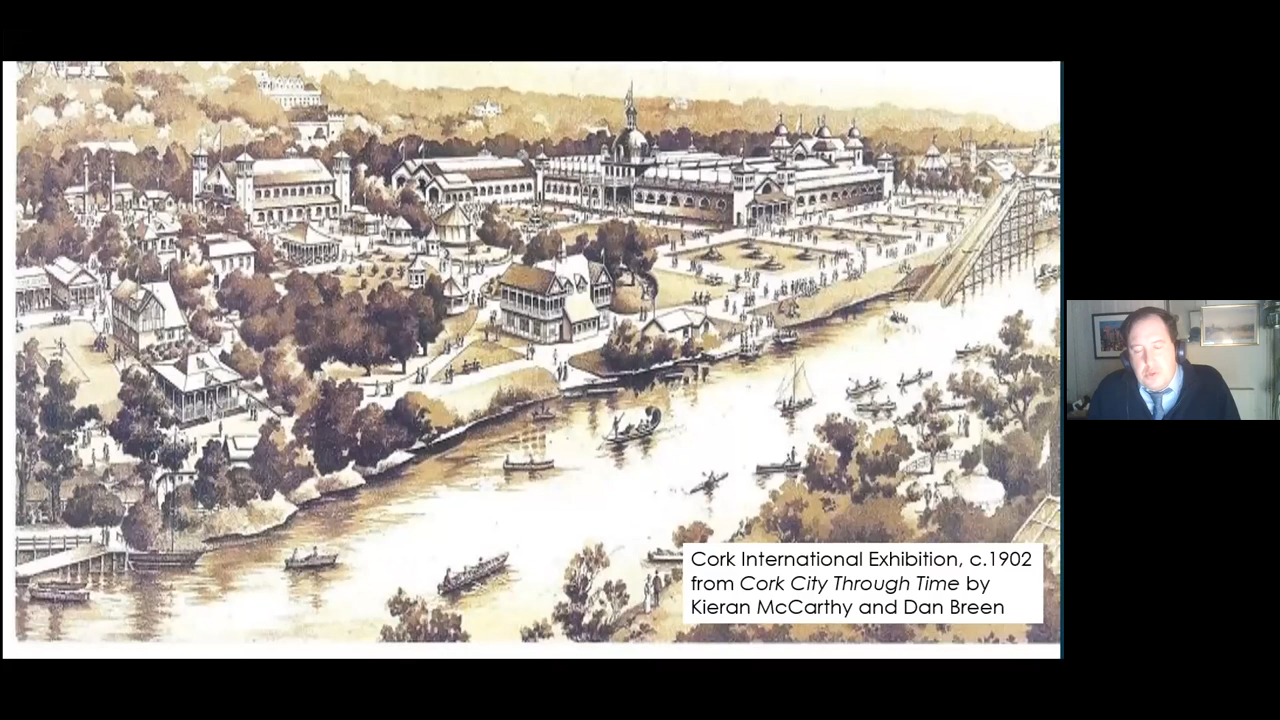 Cork International Exhibition, c.1902
from Cork City Through Time by
Kieran McCarthy and Dan Breen